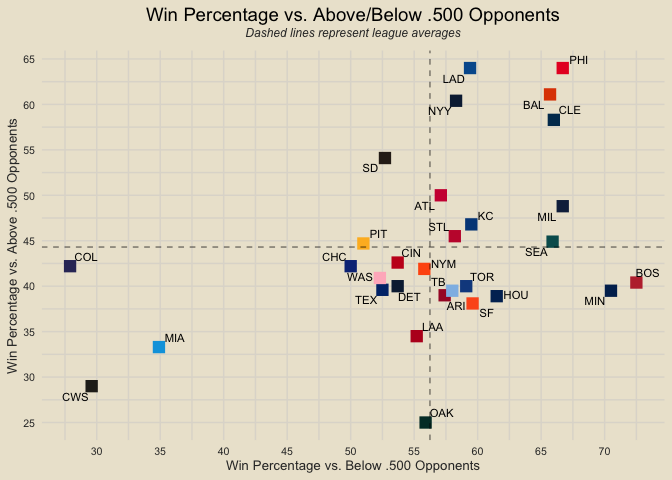 Win Percentage vs. Above/Below .500 Opponents
Dashed lines represent league averages
Win Percentage vs. Above .500 Opponents
65
60
55
50
45
40
35
30
25
PHI
LAD
BAL
CLE
NYY
SD
ATL
KC
MIL
STL
PIT
SEA
COL
CHC
CIN
NYM
WAS
BOS
TB
TOR
TEX
DET
ARI
HOU
MIN
SF
LAA
MIA
CWS
OAK
30
35
40
45
50
55
60
65
70
Win Percentage vs. Below .500 Opponents